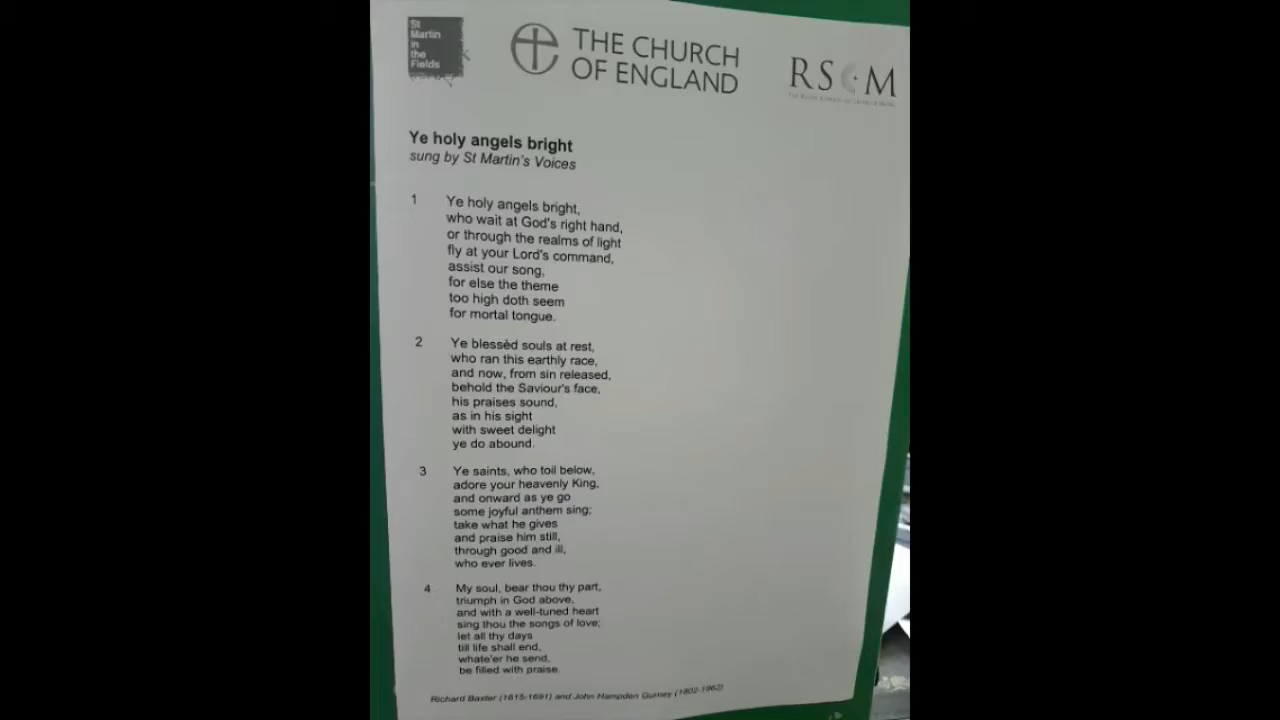 St
Martin
in
the
Fields
THE CHURCH
OF ENGLAND
RSCM
Ye holy angels bright
sung by St Martin's Voices
1 Ye holy angels bright,
who wait at God's right hand,
or through the realms of light
fly at your Lord's command,
assist our song,
for else the theme
too high doth seem
for mortal tongue.
2 Ye blessèd souls at rest,
who ran this earthly race,
and now, from sin released,
behold the Saviour's face,
his praises sound,
as in his sight
with sweet delight
ye do abound.
3 Ye saints, who toil below,
adore your heavenly King,
and onward as ye go
some joyful anthem sing;
take what he gives
and praise him still,
through good and ill,
who ever lives.
4 My soul, bear thou thy part,
triumph in God above,
and with a well-tuned heart
sing thou the songs of love;
let all thy days
till life shall end,
whate'er he send,
be filled with praise.
Richard Baxter (1615-1691) and John Hampden Gurney (1802-1962)